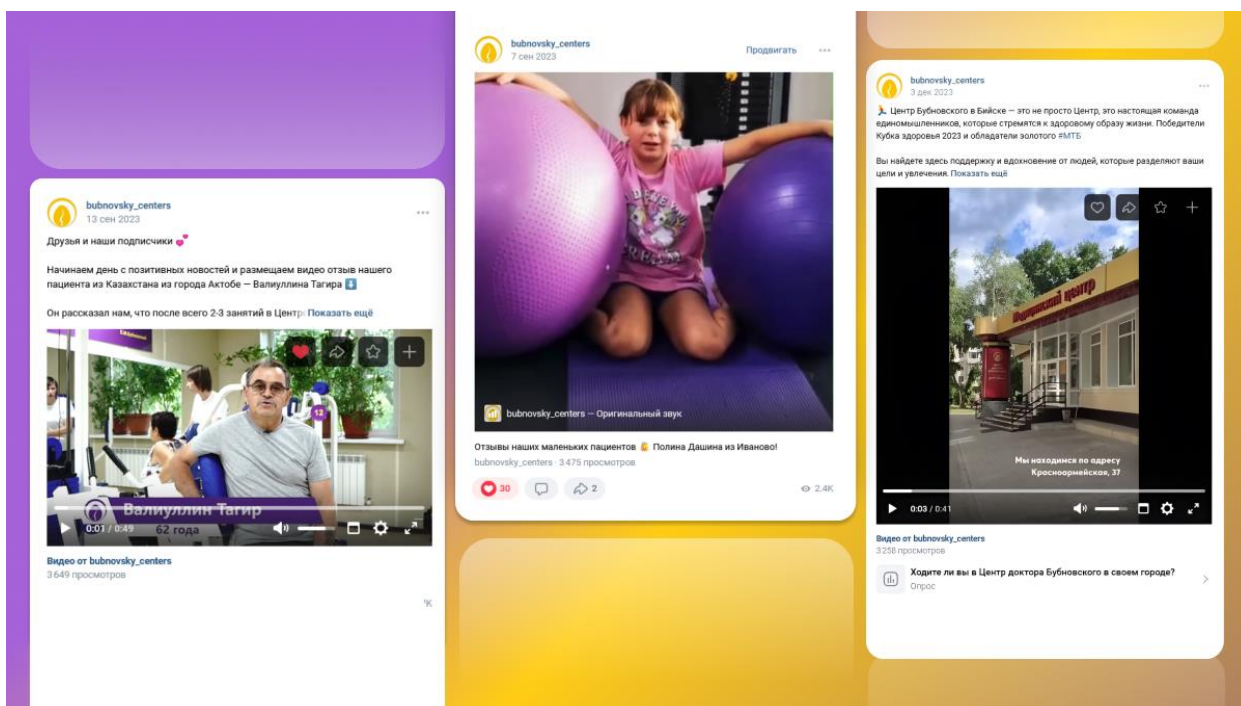 bubnovsky_centers
13 сен 2023
Друзья и наши подписчики 💕
Начинаем день с позитивных новостей и размещаем видео отзыв нашего
пациента из Казахстана из города Актобе — Валиуллина Тагира ⬇️
Он рассказал нам, что после всего 2-3 занятий в Центр Показать ещё
12
Валиуллин Тагир
62 года
0:01 / 0:49
Видео от bubnovsky_centers
3 649 просмотров
bubnovsky_centers
7 сен 2023
Продвигать
bubnovsky_centers — Оригинальный звук
Отзывы наших маленьких пациентов 💪 Полина Дашина из Иваново!
bubnovsky_centers · 3 475 просмотров
30
2
2.4K
bubnovsky_centers
3 дек 2023
🏃 Центр Бубновского в Бийске — это не просто Центр, это настоящая команда
единомышленников, которые стремятся к здоровому образу жизни. Победители
Кубка здоровья 2023 и обладатели золотого #МТБ
Вы найдете здесь поддержку и вдохновение от людей, которые разделяют ваши
цели и увлечения. Показать ещё
Медицинский центр
Мы находимся по адресу
Красноармейская, 37
0:03 / 0:41
Видео от bubnovsky_centers
3 258 просмотров
Ходите ли вы в Центр доктора Бубновского в своем городе?
Опрос